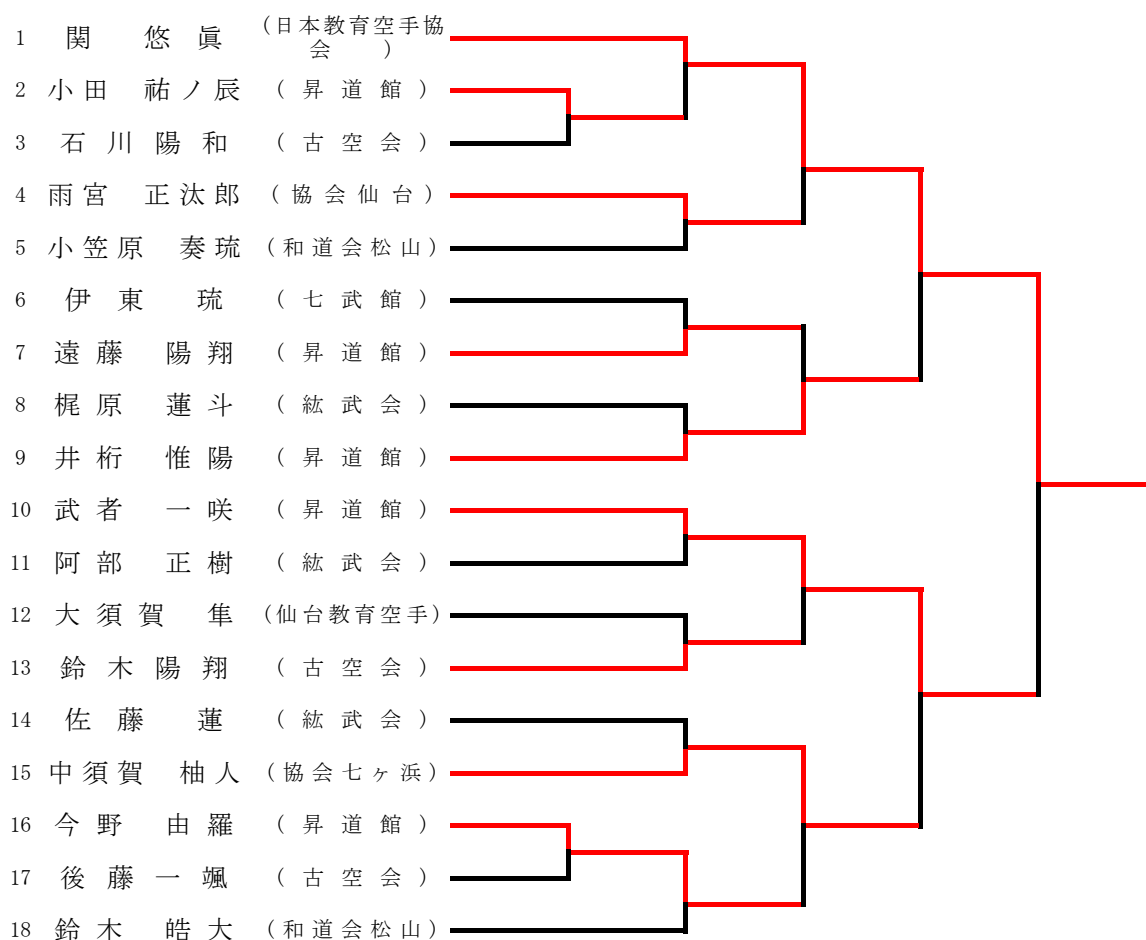 1 関 悠眞 (日本教育空手協会)
2 小田 祐ノ辰 (昇道館)
3 石川陽和 (古空会)
4 雨宮 正汰郎 (協会仙台)
5 小笠原 奏琉 (和道会松山)
6 伊東 琉 (七武館)
7 遠藤 陽翔 (昇道館)
8 梶原 蓮斗 (紘武会)
9 井桁 惟陽 (昇道館)
10 武者 一咲 (昇道館)
11 阿部 正樹 (紘武会)
12 大須賀 隼 (仙台教育空手)
13 鈴木陽翔 (古空会)
14 佐藤 蓮 (紘武会)
15 中須賀 柚人 (協会七ヶ浜)
16 今野 由羅 (昇道館)
17 後藤一颯 (古空会)
18 鈴木 皓大 (和道会松山)